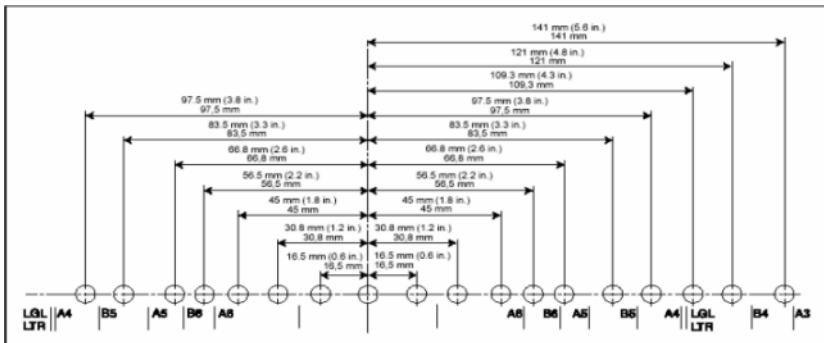 141 mm (5.6 in.)
141 mm
121 mm (4.8 in.)
121 mm
109.3 mm (4.3 in.)
109,3 mm
97.5 mm (3.8 in.)
97,5 mm
97.5 mm (3.8 in.)
97,5 mm
83.5 mm (3.3 in.)
83,5 mm
83.5 mm (3.3 in.)
83,5 mm
66.8 mm (2.6 in.)
66,8 mm
66.8 mm (2.6 in.)
66,8 mm
56.5 mm (2.2 in.)
56,5 mm
56.5 mm (2.2 in.)
56,5 mm
45 mm (1.8 in.)
45 mm
45 mm (1.8 in.)
45 mm
30.8 mm (1.2 in.)
30,8 mm
30.8 mm (1.2 in.)
30,8 mm
16.5 mm (0.6 in.)
16,5 mm
16.5 mm (0.6 in.)
16,5 mm
LGL A4 B5 A5 B6 A6 A6 B6 A5 B5 A4 LGL B4 A3
LTR LTR